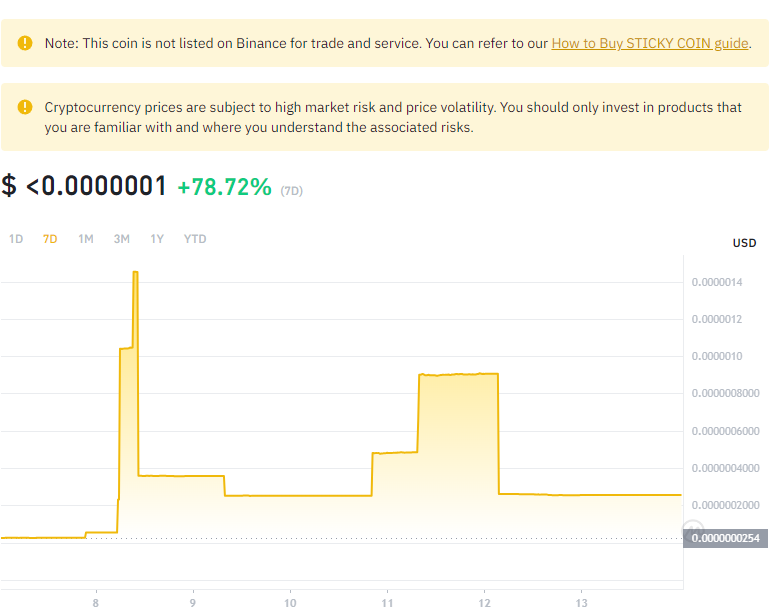 Note: This coin is not listed on Binance for trade and service. You can refer to our How to Buy STICKY COIN guide.
Cryptocurrency prices are subject to high market risk and price volatility. You should only invest in products that
you are familiar with and where you understand the associated risks.
$ <0.0000001 +78.72% (7D)
1D 7D 1M 3M 1Y YTD
USD
0.0000014
0.0000012
0.0000010
0.0000008000
0.0000006000
0.0000004000
0.0000002000
0.0000000254
8 9 10 11 12 13